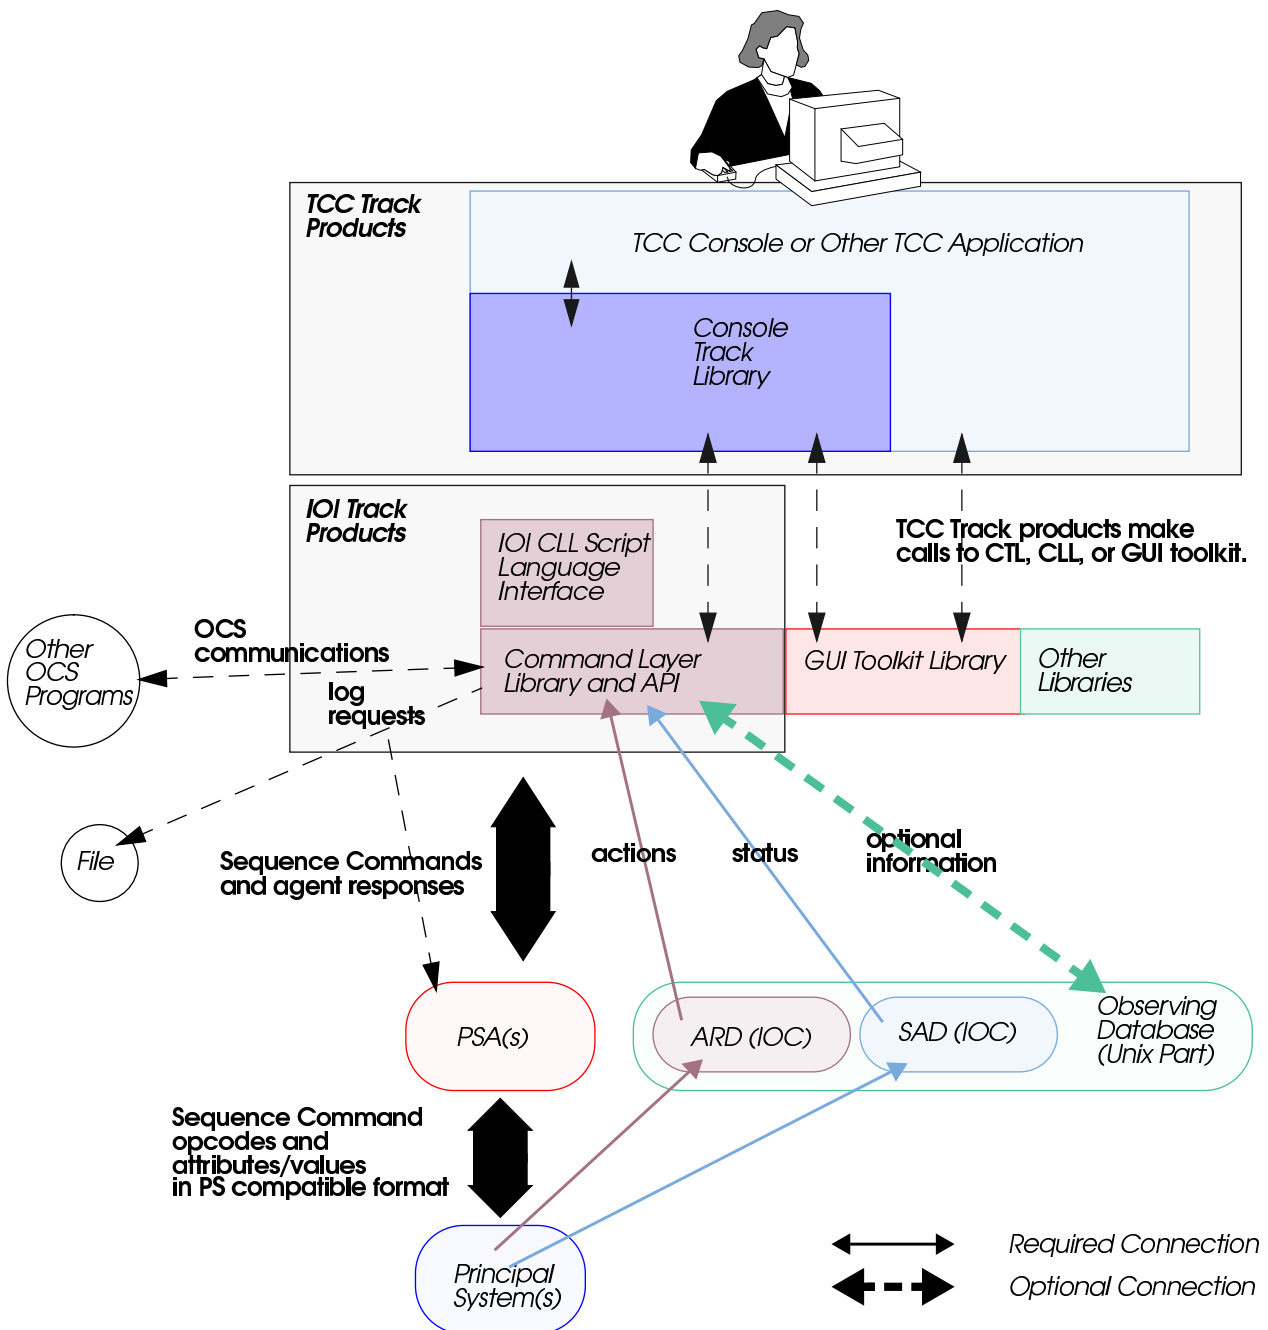 TCC Track
Products
TCC Console or Other TCC Application
Console
Track
Library
IOI Track
Products
IOI CLL Script
Language
Interface
TCC Track products make
calls to CTL, CLL, or GUI toolkit.
OCS
communications
Other
OCS
Programs
Command Layer
Library and API
GUI Toolkit Library
Other
Libraries
log
requests
File
Sequence Commands
and agent responses
actions
status
optional
information
PSA(s)
ARD (IOC)
SAD (IOC)
Observing
Database
(Unix Part)
Sequence Command
opcodes and
attributes/values
in PS compatible format
Principal
System(s)
Required Connection
Optional Connection